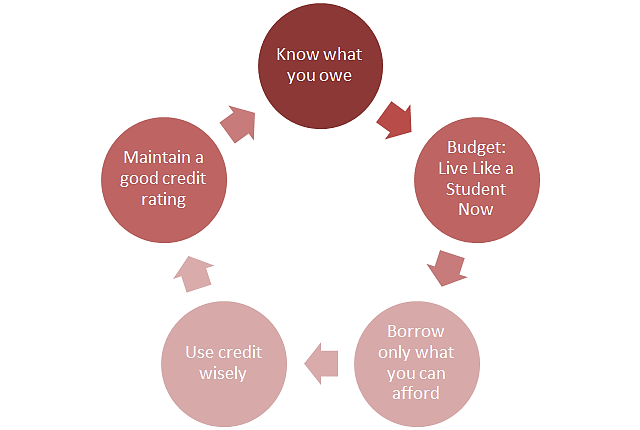 Know what
you owe
Budget:
Live Like a
Student
Now
Borrow
only what
you can
afford
Use credit
wisely
Maintain a
good credit
rating